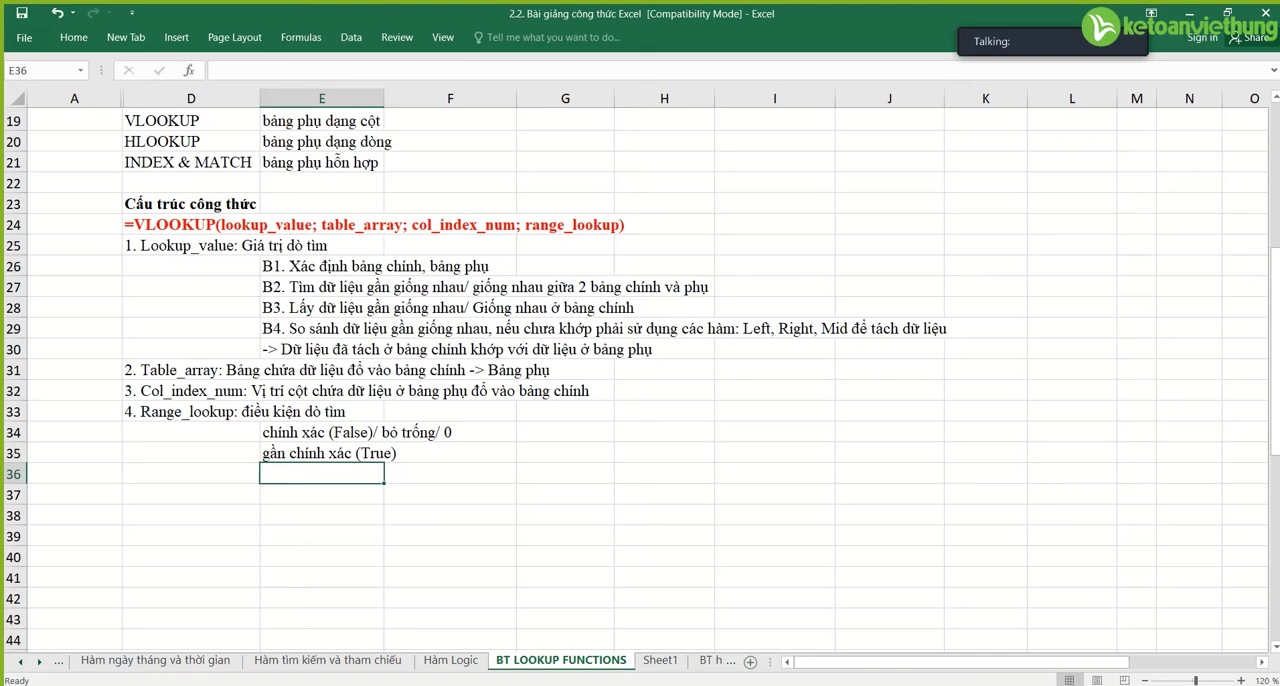 2.2. Bài giảng công thức Excel [Compatibility Mode] - Excel
ketoanviethung
File Home New Tab Insert Page Layout Formulas Data Review View Tell me what you want to do... Talking: Sign in Share
E36 fx
A D E F G H I J K L M N O
19 VLOOKUP bảng phụ dạng cột
20 HLOOKUP bảng phụ dạng dòng
21 INDEX & MATCH bảng phụ hỗn hợp
22
23 Cấu trúc công thức
24 =VLOOKUP(lookup_value; table_array; col_index_num; range_lookup)
25 1. Lookup_value: Giá trị dò tìm
26 B1. Xác định bảng chính, bảng phụ
27 B2. Tìm dữ liệu gần giống nhau/ giống nhau giữa 2 bảng chính và phụ
28 B3. Lấy dữ liệu gần giống nhau/ Giống nhau ở bảng chính
29 B4. So sánh dữ liệu gần giống nhau, nếu chưa khớp phải sử dụng các hàm: Left, Right, Mid để tách dữ liệu
30 -> Dữ liệu đã tách ở bảng chính khớp với dữ liệu ở bảng phụ
31 2. Table_array: Bảng chứa dữ liệu đổ vào bảng chính -> Bảng phụ
32 3. Col_index_num: Vị trí cột chứa dữ liệu ở bảng phụ đổ vào bảng chính
33 4. Range_lookup: điều kiện dò tìm
34 chính xác (False)/ bỏ trống/ 0
35 gần chính xác (True)
36
37
38
39
40
41
42
43
44
... Hàm ngày tháng và thời gian Hàm tìm kiếm và tham chiếu Hàm Logic BT LOOKUP FUNCTIONS Sheet1 BT h ...
Ready 120 %